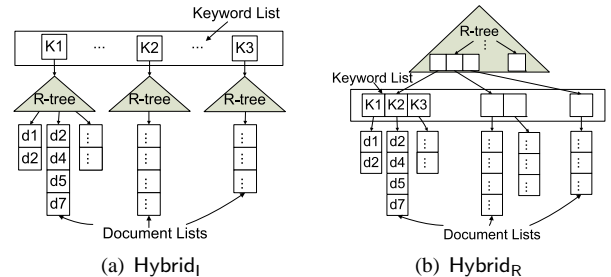 Keyword List
K1 ... K2 ... K3
R-tree R-tree R-tree
d1 d2 ⋮
d2 d4 ⋮ ⋮ ⋮
d5
d7 ⋮ ⋮ ⋮
Document Lists
(a) Hybrid_I
R-tree
⋮
Keyword List
K1 K2 K3
d1 d2 ⋮ ⋮ ⋮ ⋮
d2 d4 ⋮
d5
d7 ⋮ ⋮ ⋮
Document Lists
(b) Hybrid_R